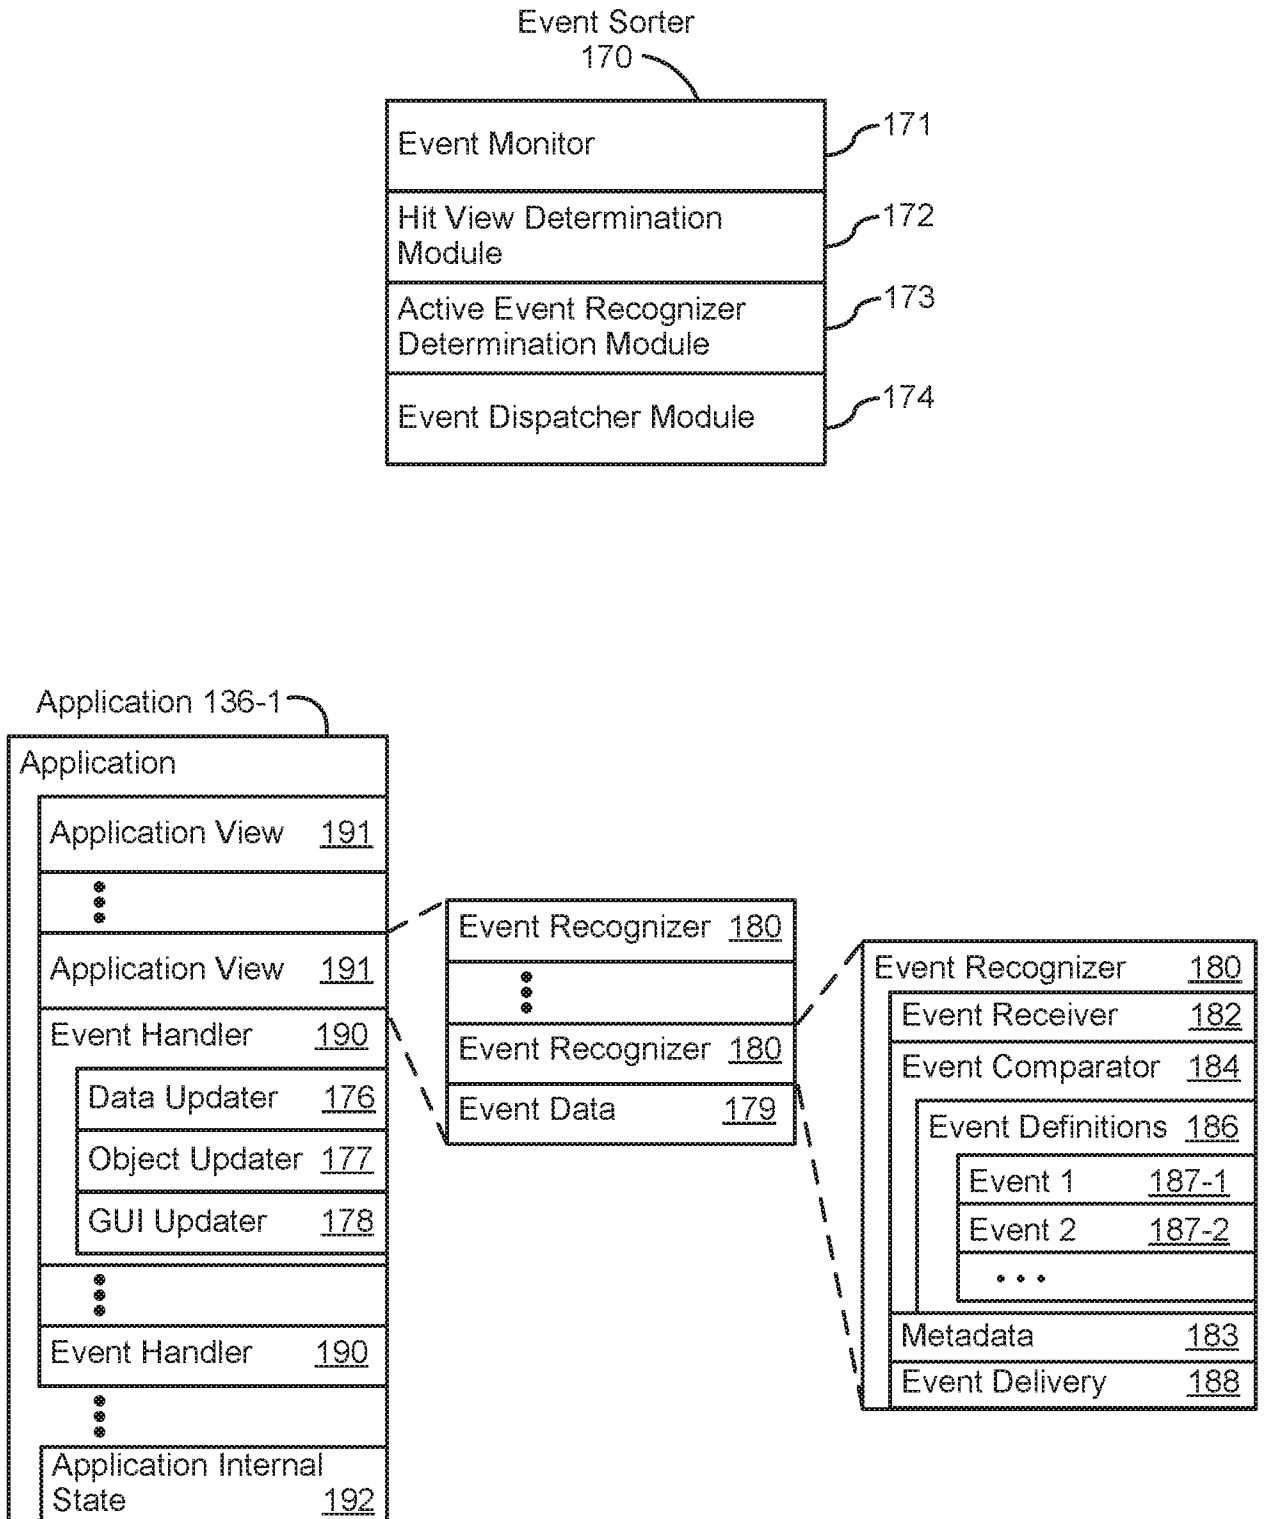 Event Sorter
170
Event Monitor
171
Hit View Determination
Module
172
Active Event Recognizer
Determination Module
173
Event Dispatcher Module
174
Application 136-1
Application
Application View 191
Application View 191
Event Handler 190
Data Updater 176
Object Updater 177
GUI Updater 178
Event Handler 190
Application Internal
State 192
Event Recognizer 180
Event Recognizer 180
Event Data 179
Event Recognizer 180
Event Receiver 182
Event Comparator 184
Event Definitions 186
Event 1 187-1
Event 2 187-2
Metadata 183
Event Delivery 188